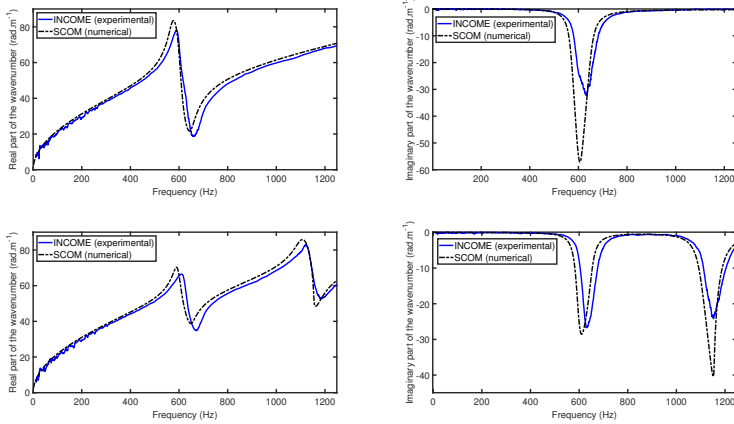 INCOME (experimental)
SCOM (numerical)
Real part of the wavenumber (rad.m⁻¹)
80
60
40
20
0
0 200 400 600 800 1000 1200
Frequency (Hz)
INCOME (experimental)
SCOM (numerical)
Imaginary part of the wavenumber (rad.m⁻¹)
0
-10
-20
-30
-40
-50
-60
0 200 400 600 800 1000 1200
Frequency (Hz)
INCOME (experimental)
SCOM (numerical)
Real part of the wavenumber (rad.m⁻¹)
80
60
40
20
0
0 200 400 600 800 1000 1200
Frequency (Hz)
INCOME (experimental)
SCOM (numerical)
Imaginary part of the wavenumber (rad.m⁻¹)
0
-10
-20
-30
-40
0 200 400 600 800 1000 1200
Frequency (Hz)